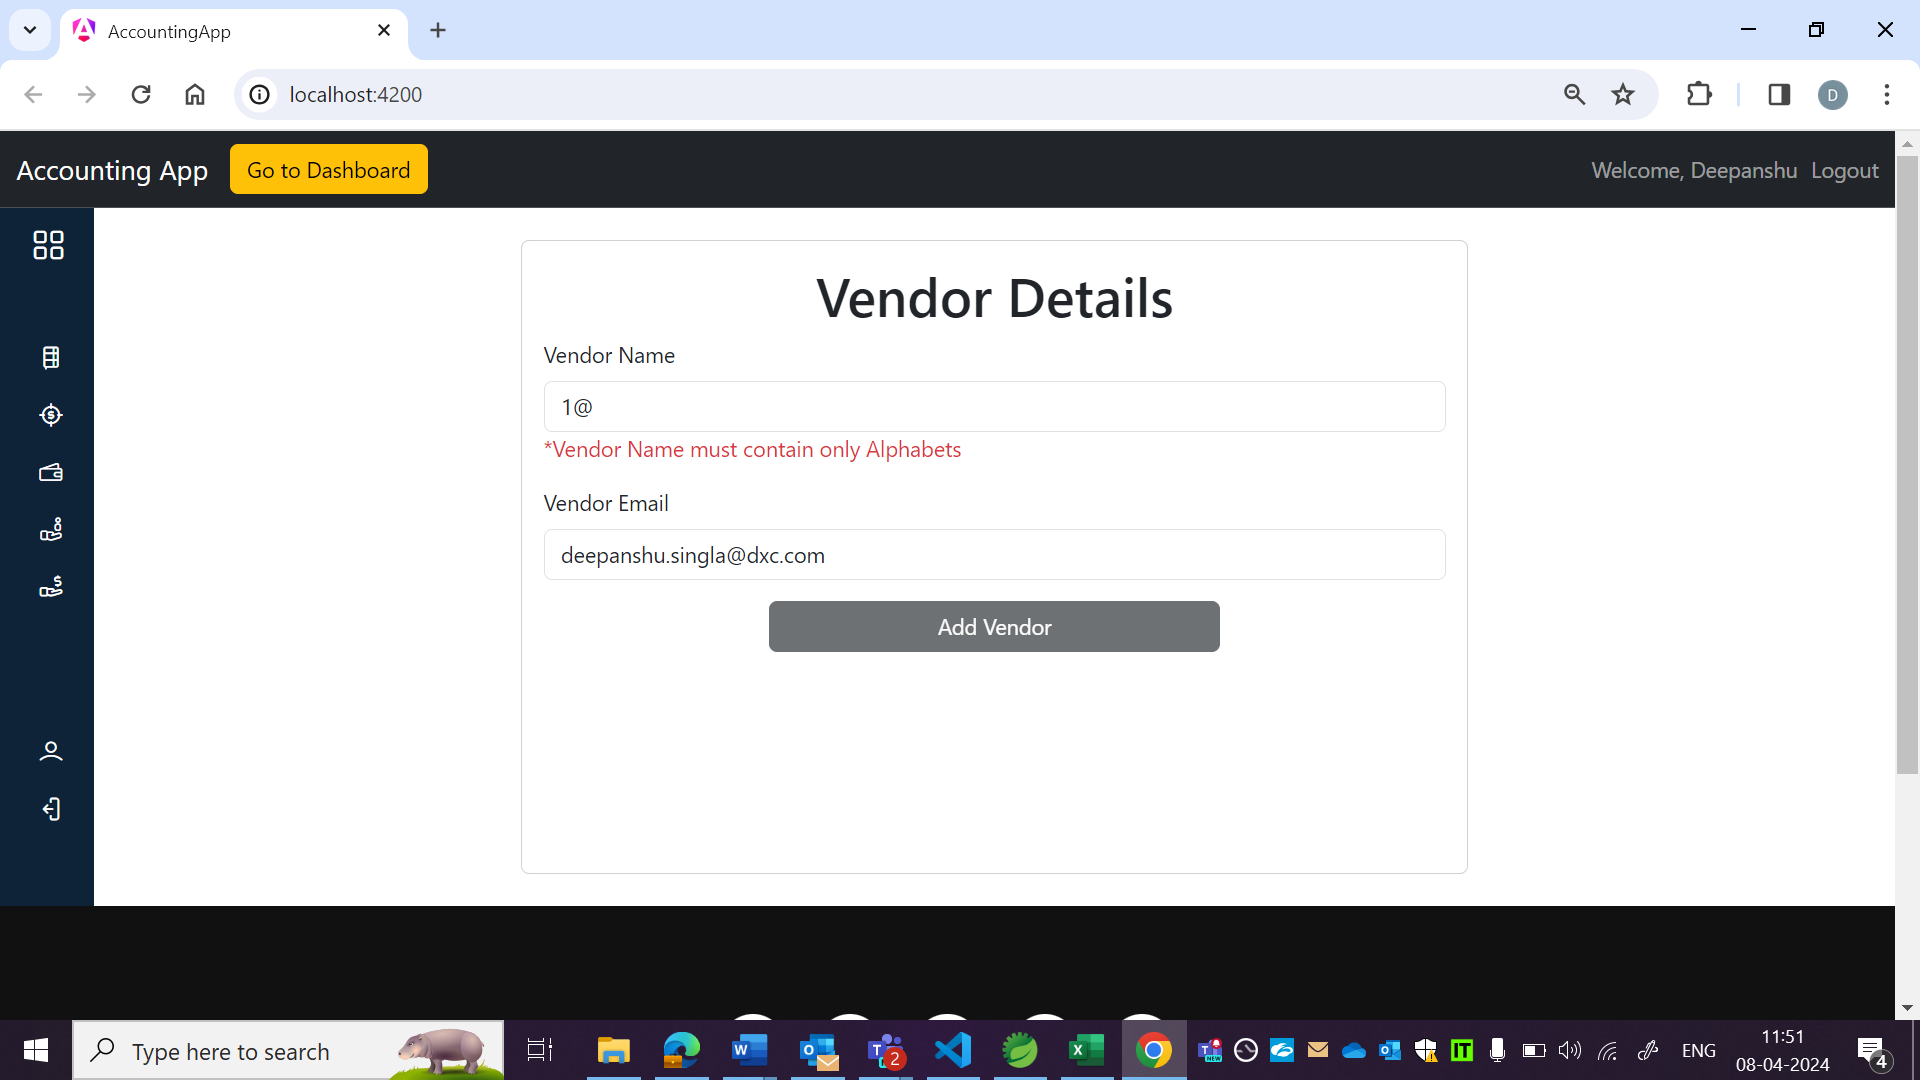 AccountingApp
localhost:4200
D
Accounting App
Go to Dashboard
Welcome, Deepanshu Logout
Vendor Details
Vendor Name
1@
*Vendor Name must contain only Alphabets
Vendor Email
deepanshu.singla@dxc.com
Add Vendor
Type here to search
2
ENG
11:51
08-04-2024
4